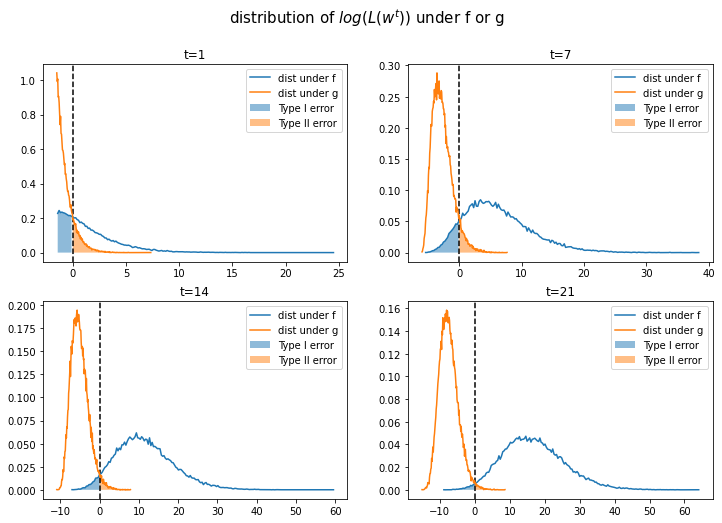 distribution of log(L(w^t)) under f or g
t=1
dist under f
dist under g
Type I error
Type II error
1.0
0.8
0.6
0.4
0.2
0.0
0 5 10 15 20 25
t=7
dist under f
dist under g
Type I error
Type II error
0.30
0.25
0.20
0.15
0.10
0.05
0.00
0 10 20 30 40
t=14
dist under f
dist under g
Type I error
Type II error
0.200
0.175
0.150
0.125
0.100
0.075
0.050
0.025
0.000
−10 0 10 20 30 40 50 60
t=21
dist under f
dist under g
Type I error
Type II error
0.16
0.14
0.12
0.10
0.08
0.06
0.04
0.02
0.00
−10 0 10 20 30 40 50 60